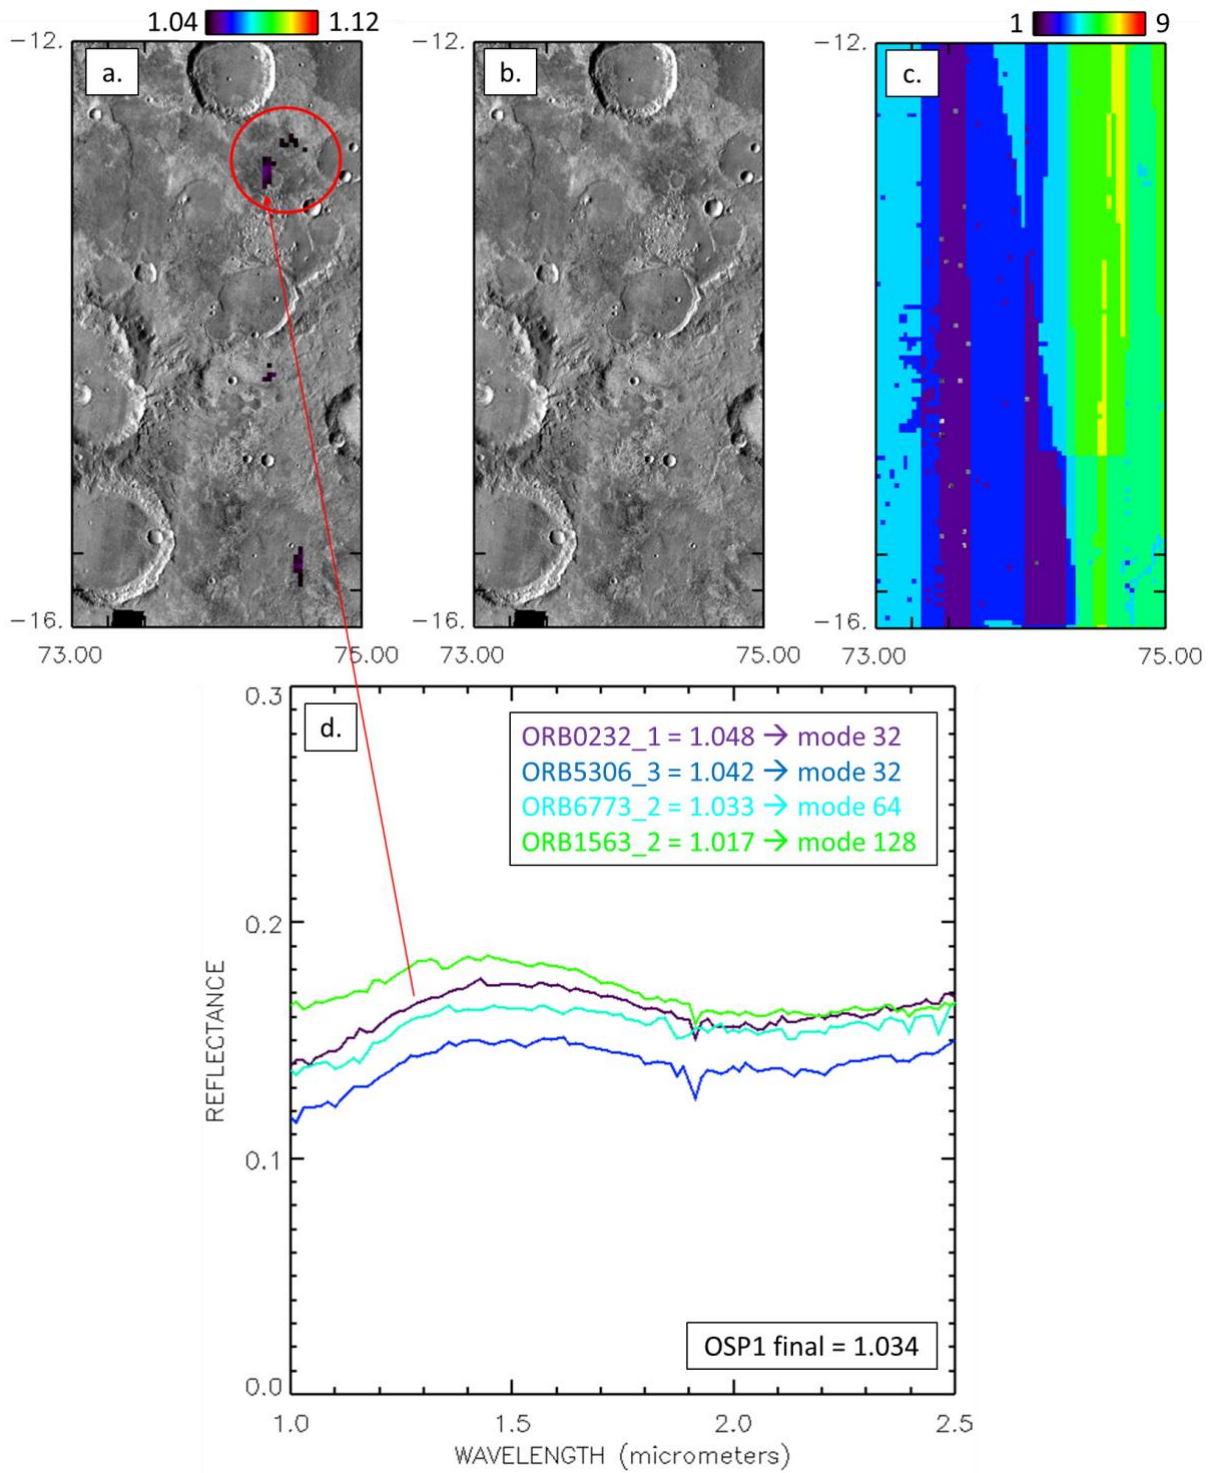 1.04 1.12 1 9
-12. -12. -12.
a. b. c.
-16. -16. -16.
73.00 75.00 73.00 75.00 73.00 75.00
0.3
d.
ORB0232_1 = 1.048 → mode 32
ORB5306_3 = 1.042 → mode 32
ORB6773_2 = 1.033 → mode 64
ORB1563_2 = 1.017 → mode 128
0.2
REFLECTANCE
0.1
OSP1 final = 1.034
0.0
1.0 1.5 2.0 2.5
WAVELENGTH (micrometers)